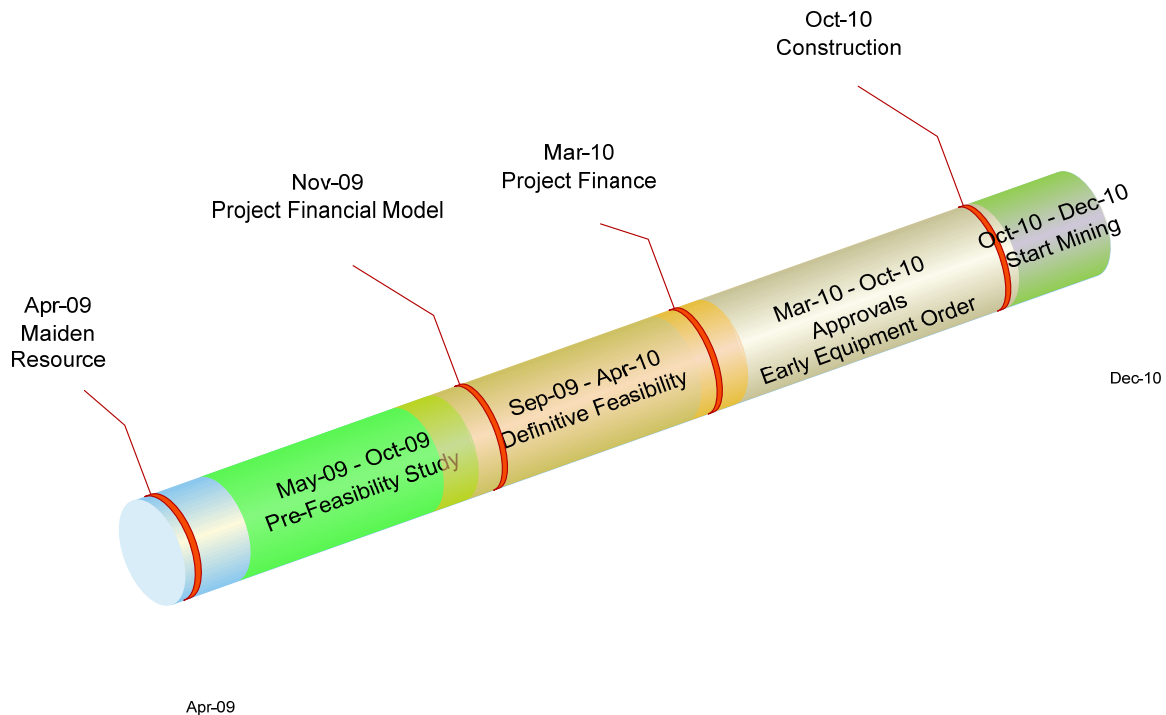 Oct-10
Construction
Mar-10
Project Finance
Nov-09
Project Financial Model
Apr-09
Maiden
Resource
May-09 - Oct-09
Pre-Feasibility Study
Sep-09 - Apr-10
Definitive Feasibility
Mar-10 - Oct-10
Approvals
Early Equipment Order
Oct-10 - Dec-10
Start Mining
Dec-10
Apr-09